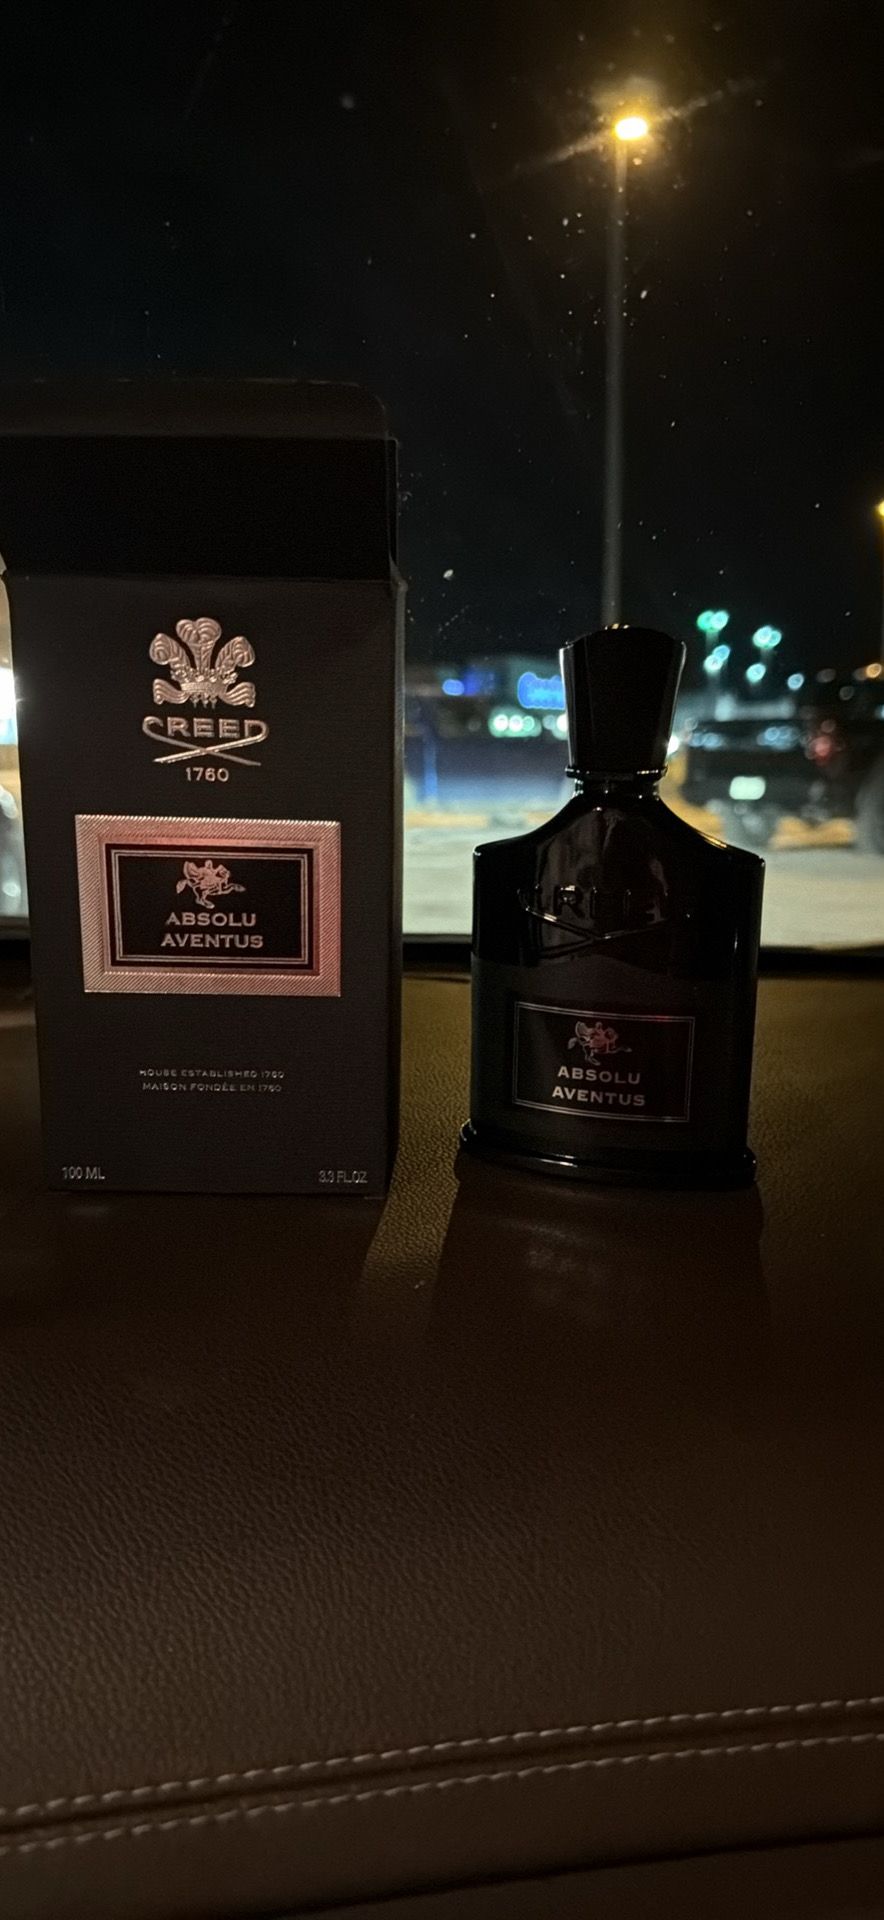 CREED
1760
ABSOLU
AVENTUS
HOUSE ESTABLISHED 1760
MAISON FONDÉE EN 1760
100 ML
3.3 FL.OZ
ABSOLU
AVENTUS